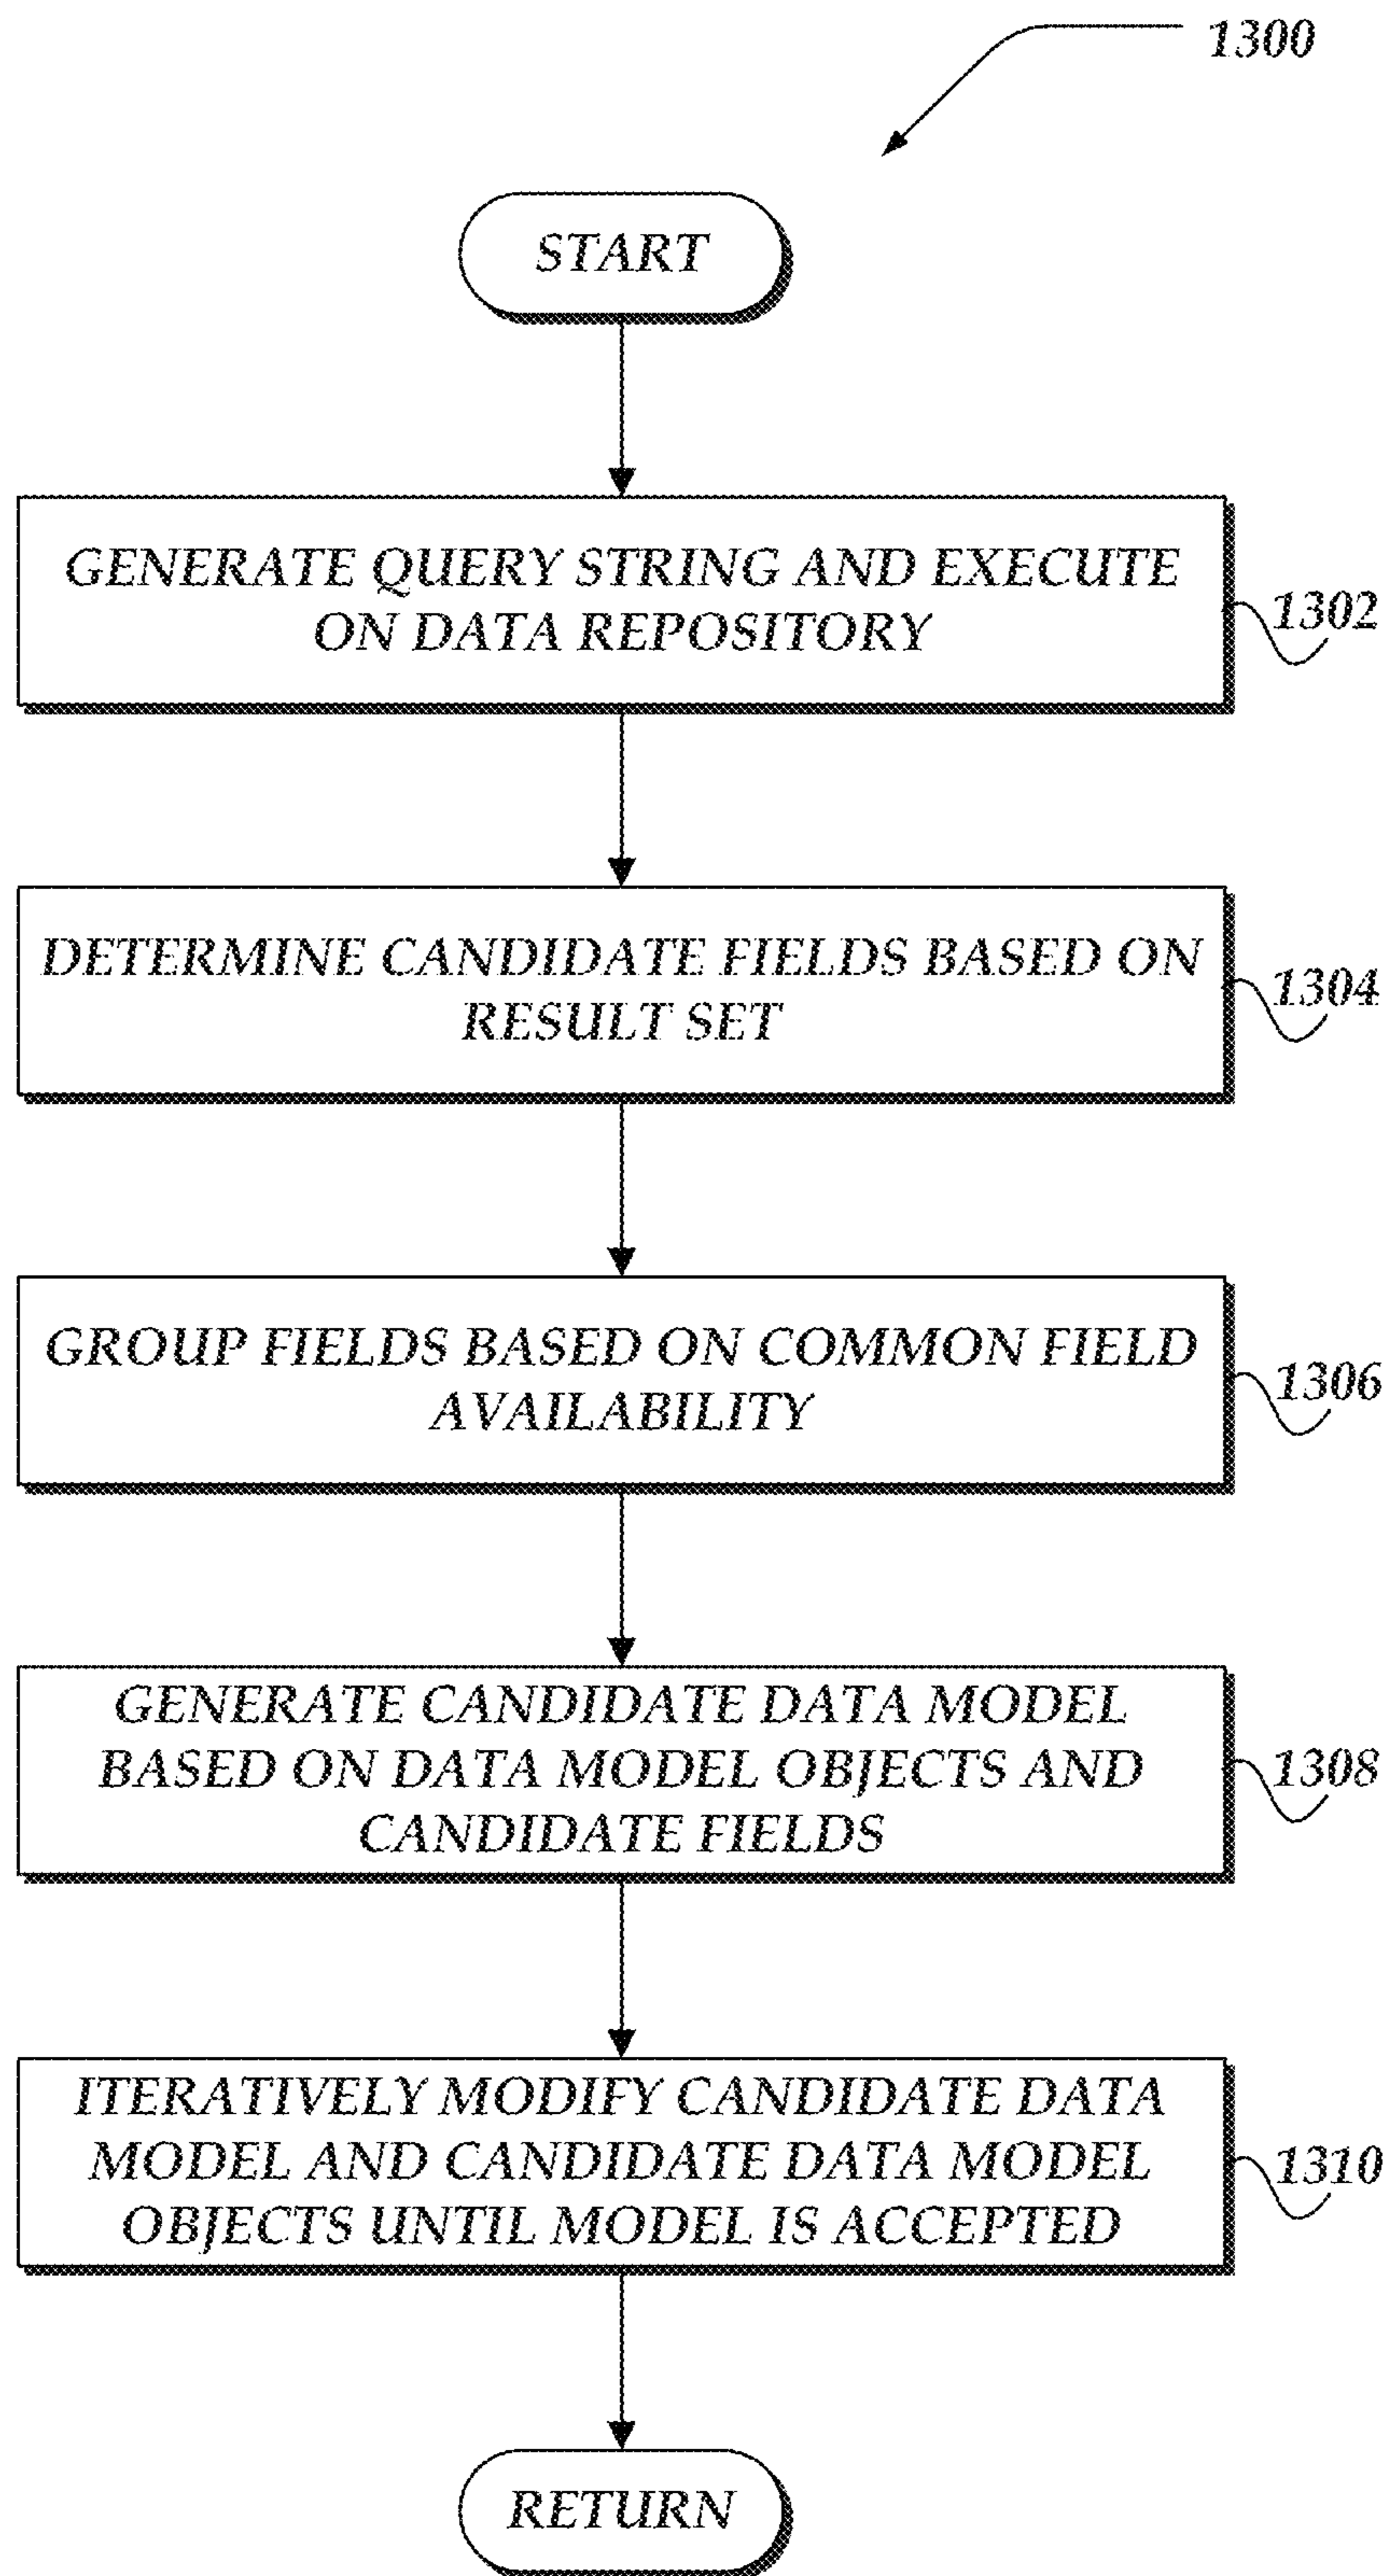 1300
START
GENERATE QUERY STRING AND EXECUTE
ON DATA REPOSITORY
1302
DETERMINE CANDIDATE FIELDS BASED ON
RESULT SET
1304
GROUP FIELDS BASED ON COMMON FIELD
AVAILABILITY
1306
GENERATE CANDIDATE DATA MODEL
BASED ON DATA MODEL OBJECTS AND
CANDIDATE FIELDS
1308
ITERATIVELY MODIFY CANDIDATE DATA
MODEL AND CANDIDATE DATA MODEL
OBJECTS UNTIL MODEL IS ACCEPTED
1310
RETURN